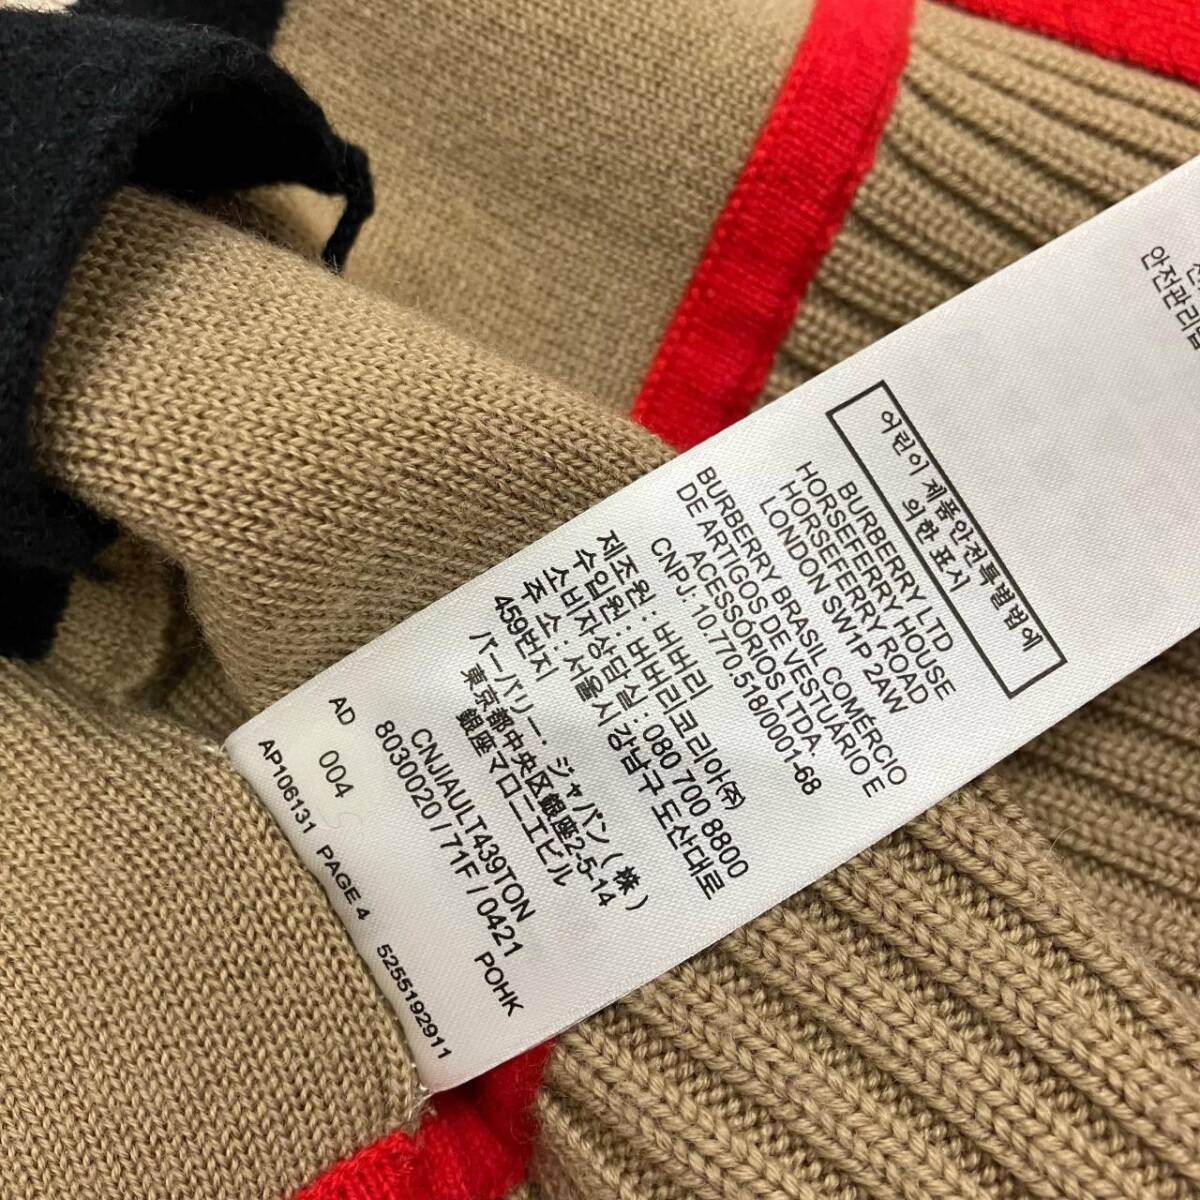 안전관리
어린이 제품안전특별법에
의한 표시
BURBERRY LTD
HORSEFERRY HOUSE
HORSEFERRY ROAD
LONDON SW1P 2AW
BURBERRY BRASIL COMÉRCIO
DE ARTIGOS DE VESTUÁRIO E
ACESSÓRIOS LTDA.
CNPJ: 10.770.518/0001-68
제조원 : 버버리
수입원 : 버버리코리아㈜
소비자상담실 : 080 700 8800
주 소 : 서울시 강남구 도산대로
459번지
バーバリー・ジャパン(株)
東京都中央区銀座2-5-14
銀座マロニエビル
CNJIAULT439TON
8030020 / 71F / 0421 POHK
AD 004
AP106131 PAGE 4 5255192911